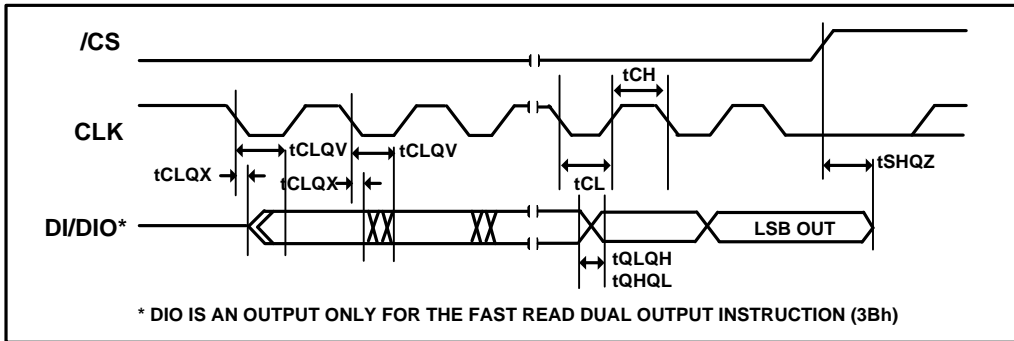 /CS
tCH
CLK
tCLQV
tCLQV
tSHQZ
tCLQX
tCLQX
tCL
DI/DIO*
LSB OUT
tQLQH
tQHQL
* DIO IS AN OUTPUT ONLY FOR THE FAST READ DUAL OUTPUT INSTRUCTION (3Bh)